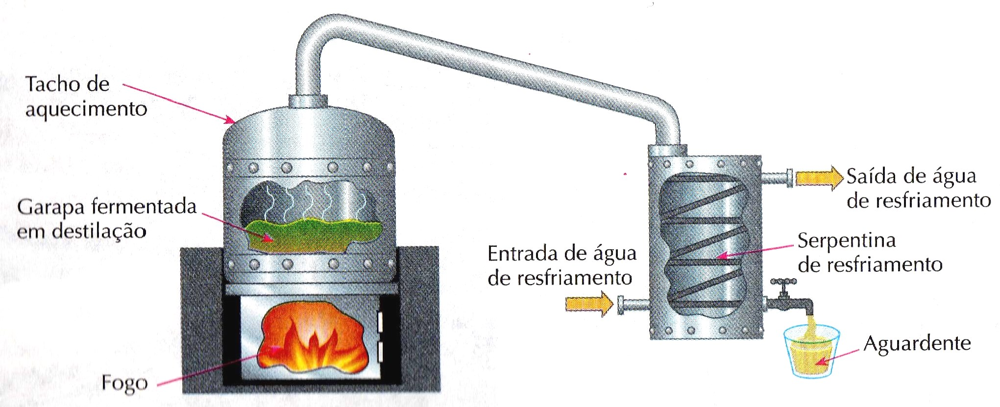 Tacho de
aquecimento
Garapa fermentada
em destilação
Fogo
Entrada de água
de resfriamento
Saída de água
de resfriamento
Serpentina
de resfriamento
Aguardente